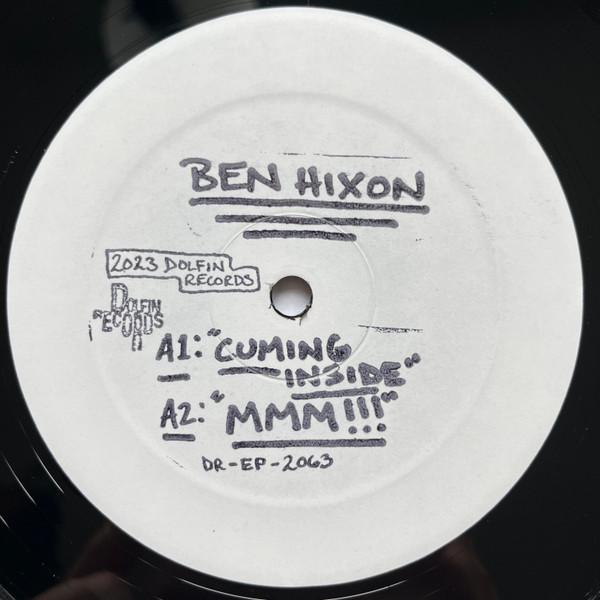 BEN HIXON
2023 DOLFIN
RECORDS
DOLFIN
RECORDS
A1: "CUMING
INSIDE"
A2: "MMM!!!"
DR-EP-2063